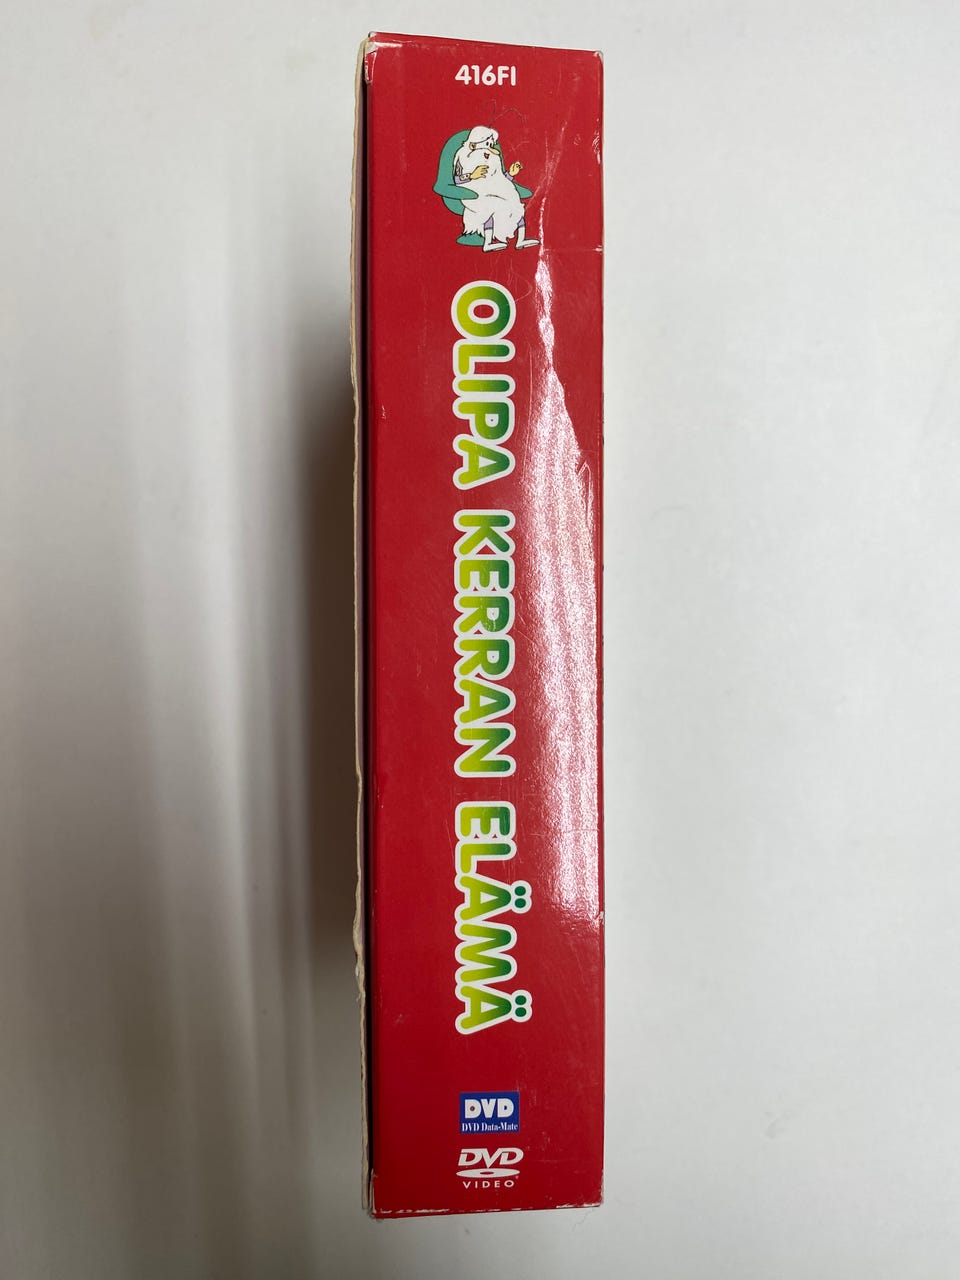 416FI
OLIPA KERRAN ELÄMÄ
DVD
DVD Data-Mate
DVD
VIDEO